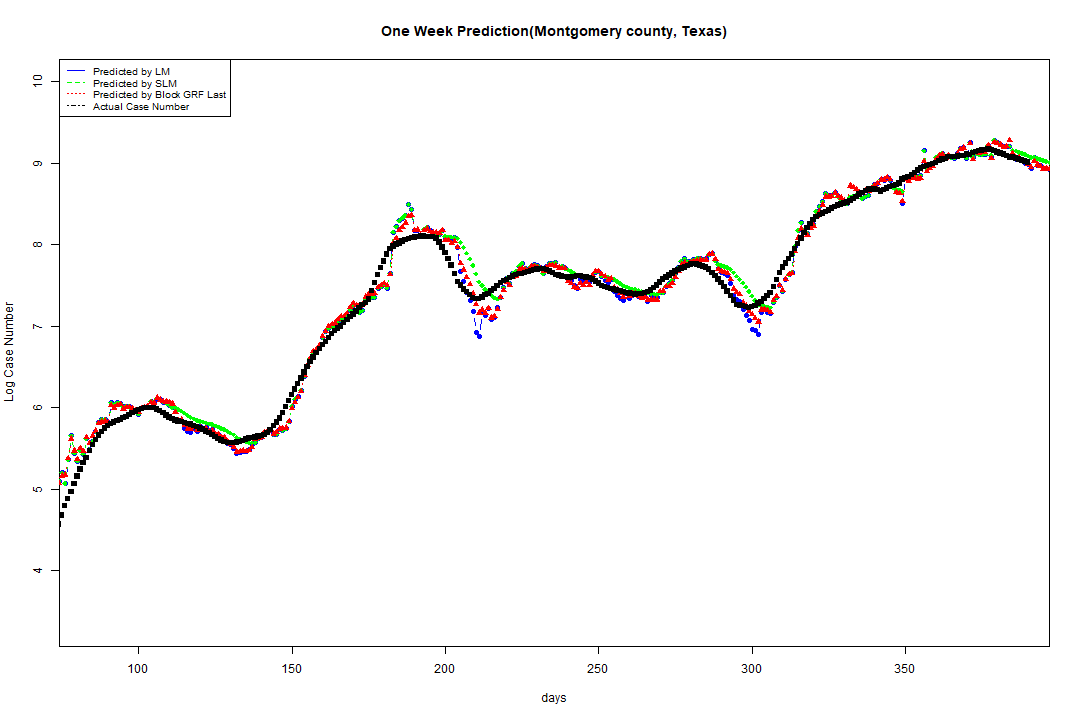 One Week Prediction(Montgomery county, Texas)
Predicted by LM
Predicted by SLM
Predicted by Block GRF Last
Actual Case Number
10
9
8
7
6
5
4
Log Case Number
100
150
200
250
300
350
days